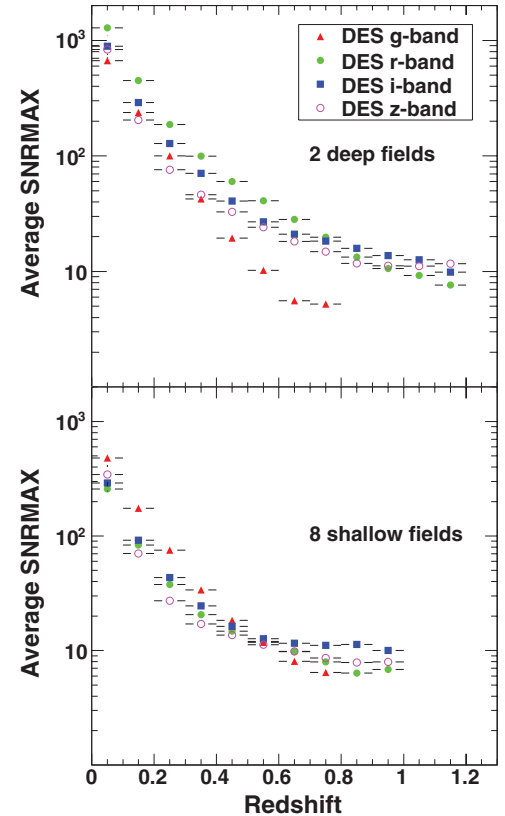 10³
10²
10
Average SNRMAX
DES g-band
DES r-band
DES i-band
DES z-band
2 deep fields
10³
10²
10
Average SNRMAX
8 shallow fields
0 0.2 0.4 0.6 0.8 1 1.2
Redshift